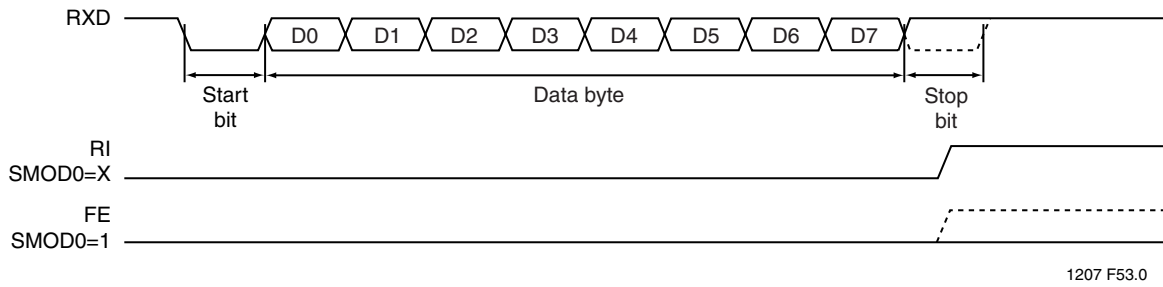 RXD
D0 D1 D2 D3 D4 D5 D6 D7
Start
bit
Data byte
Stop
bit
RI
SMOD0=X
FE
SMOD0=1
1207 F53.0